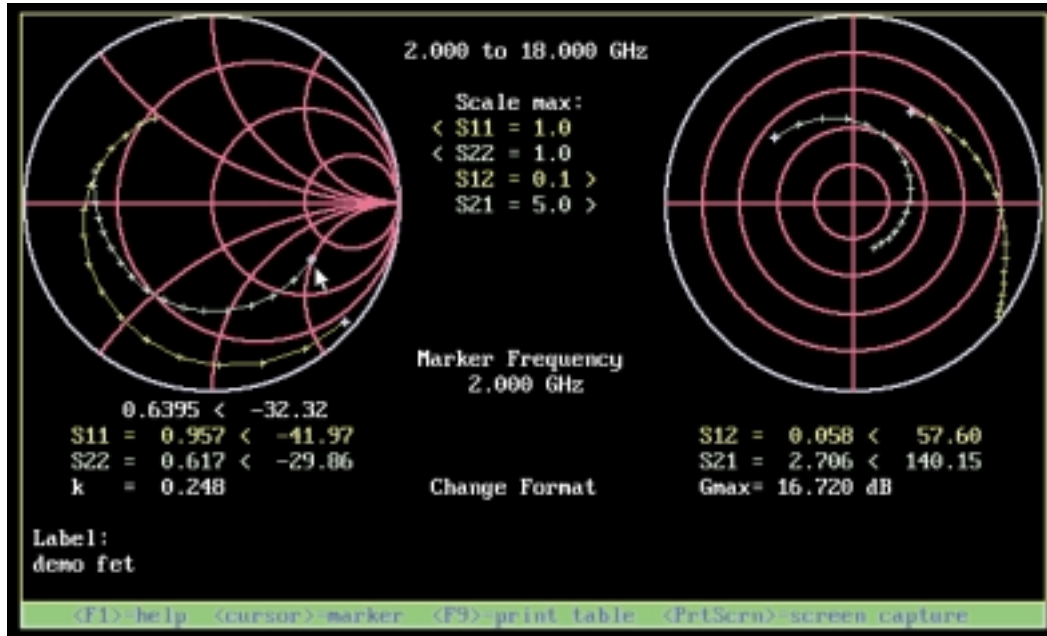 2.000 to 18.000 GHz
Scale max:
< S11 = 1.0
< S22 = 1.0
S12 = 0.1 >
S21 = 5.0 >
Marker Frequency
2.000 GHz
0.6395 < -32.32
S11 = 0.957 < -41.97
S22 = 0.617 < -29.86
k = 0.248
Change Format
S12 = 0.058 < 57.60
S21 = 2.706 < 140.15
Gmax= 16.720 dB
Label:
demo fet
<F1>-help <cursor>-marker <F9>-print table <PrtScrn>-screen capture